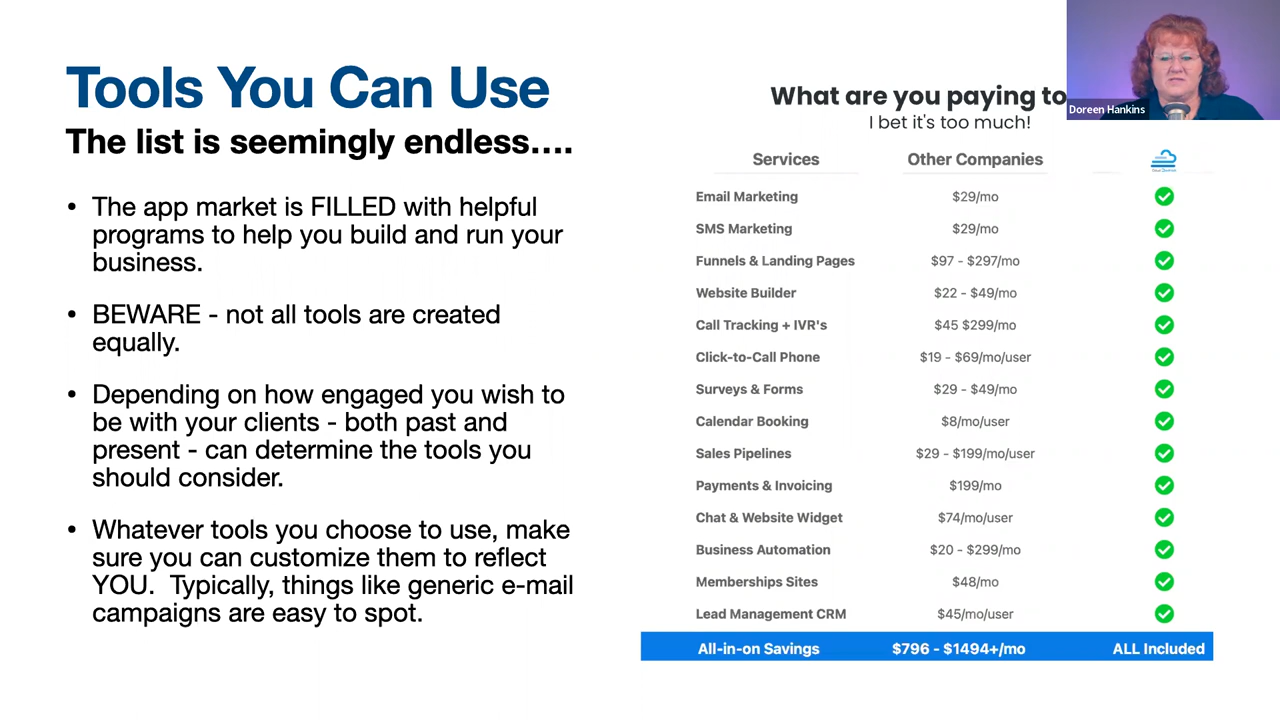 Tools You Can Use
The list is seemingly endless….
• The app market is FILLED with helpful
programs to help you build and run your
business.
• BEWARE - not all tools are created
equally.
• Depending on how engaged you wish to
be with your clients - both past and
present - can determine the tools you
should consider.
• Whatever tools you choose to use, make
sure you can customize them to reflect
YOU.  Typically, things like generic e-mail
campaigns are easy to spot.
What are you paying to
I bet it's too much!
Services Other Companies
Email Marketing $29/mo
SMS Marketing $29/mo
Funnels & Landing Pages $97 - $297/mo
Website Builder $22 - $49/mo
Call Tracking + IVR's $45 $299/mo
Click-to-Call Phone $19 - $69/mo/user
Surveys & Forms $29 - $49/mo
Calendar Booking $8/mo/user
Sales Pipelines $29 - $199/mo/user
Payments & Invoicing $199/mo
Chat & Website Widget $74/mo/user
Business Automation $20 - $299/mo
Memberships Sites $48/mo
Lead Management CRM $45/mo/user
All-in-on Savings $796 - $1494+/mo ALL Included
Doreen Hankins